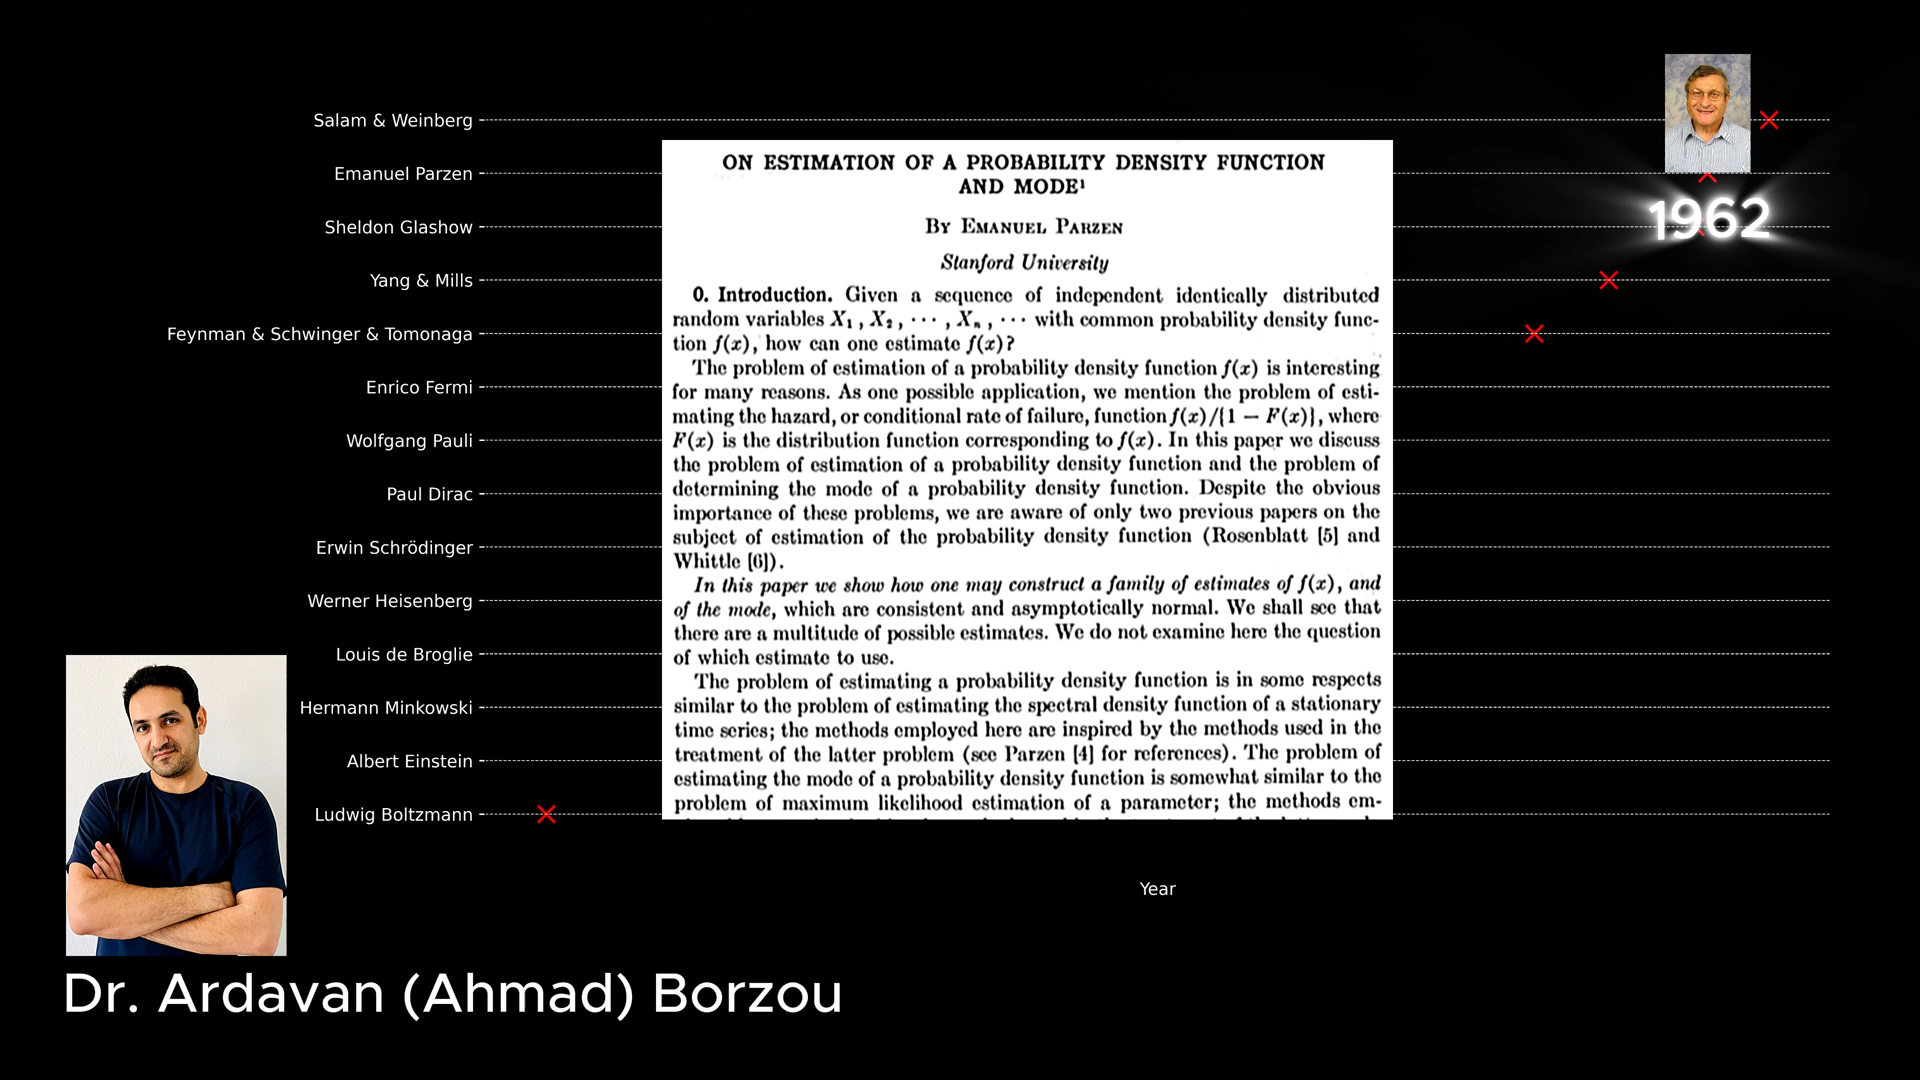 Salam & Weinberg
Emanuel Parzen
Sheldon Glashow
Yang & Mills
Feynman & Schwinger & Tomonaga
Enrico Fermi
Wolfgang Pauli
Paul Dirac
Erwin Schrödinger
Werner Heisenberg
Louis de Broglie
Hermann Minkowski
Albert Einstein
Ludwig Boltzmann
ON ESTIMATION OF A PROBABILITY DENSITY FUNCTION
AND MODE¹
BY EMANUEL PARZEN
Stanford University
0. Introduction. Given a sequence of independent identically distributed
random variables X₁ , X₂ , ⋯ , Xₙ , ⋯ with common probability density func-
tion f(x), how can one estimate f(x)?
The problem of estimation of a probability density function f(x) is interesting
for many reasons. As one possible application, we mention the problem of esti-
mating the hazard, or conditional rate of failure, function f(x)/{1 − F(x)}, where
F(x) is the distribution function corresponding to f(x). In this paper we discuss
the problem of estimation of a probability density function and the problem of
determining the mode of a probability density function. Despite the obvious
importance of these problems, we are aware of only two previous papers on the
subject of estimation of the probability density function (Rosenblatt [5] and
Whittle [6]).
In this paper we show how one may construct a family of estimates of f(x), and
of the mode, which are consistent and asymptotically normal. We shall see that
there are a multitude of possible estimates. We do not examine here the question
of which estimate to use.
The problem of estimating a probability density function is in some respects
similar to the problem of estimating the spectral density function of a stationary
time series; the methods employed here are inspired by the methods used in the
treatment of the latter problem (see Parzen [4] for references). The problem of
estimating the mode of a probability density function is somewhat similar to the
problem of maximum likelihood estimation of a parameter; the methods em-
1962
Year
Dr. Ardavan (Ahmad) Borzou